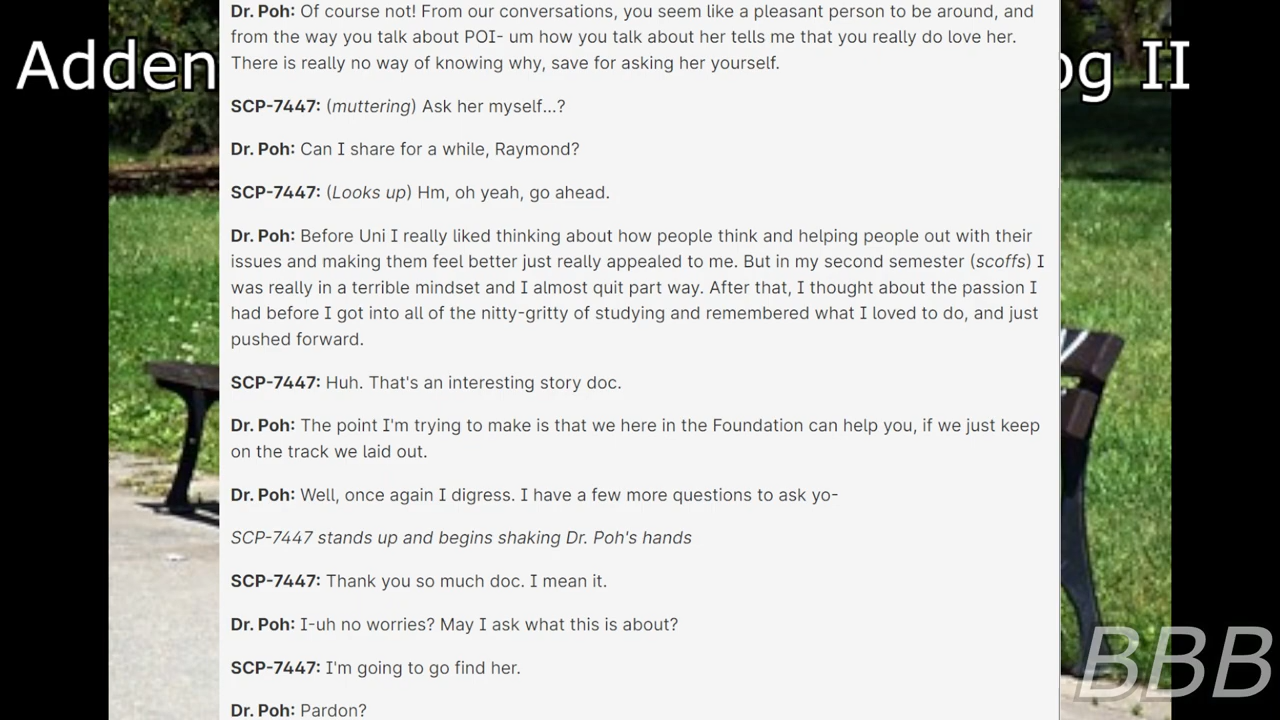 Adden
og II
Dr. Poh: Of course not! From our conversations, you seem like a pleasant person to be around, and
from the way you talk about POI- um how you talk about her tells me that you really do love her.
There is really no way of knowing why, save for asking her yourself.
SCP-7447: (muttering) Ask her myself...?
Dr. Poh: Can I share for a while, Raymond?
SCP-7447: (Looks up) Hm, oh yeah, go ahead.
Dr. Poh: Before Uni I really liked thinking about how people think and helping people out with their
issues and making them feel better just really appealed to me. But in my second semester (scoffs) I
was really in a terrible mindset and I almost quit part way. After that, I thought about the passion I
had before I got into all of the nitty-gritty of studying and remembered what I loved to do, and just
pushed forward.
SCP-7447: Huh. That's an interesting story doc.
Dr. Poh: The point I'm trying to make is that we here in the Foundation can help you, if we just keep
on the track we laid out.
Dr. Poh: Well, once again I digress. I have a few more questions to ask yo-
SCP-7447 stands up and begins shaking Dr. Poh's hands
SCP-7447: Thank you so much doc. I mean it.
Dr. Poh: I-uh no worries? May I ask what this is about?
SCP-7447: I'm going to go find her.
Dr. Poh: Pardon?
BBB